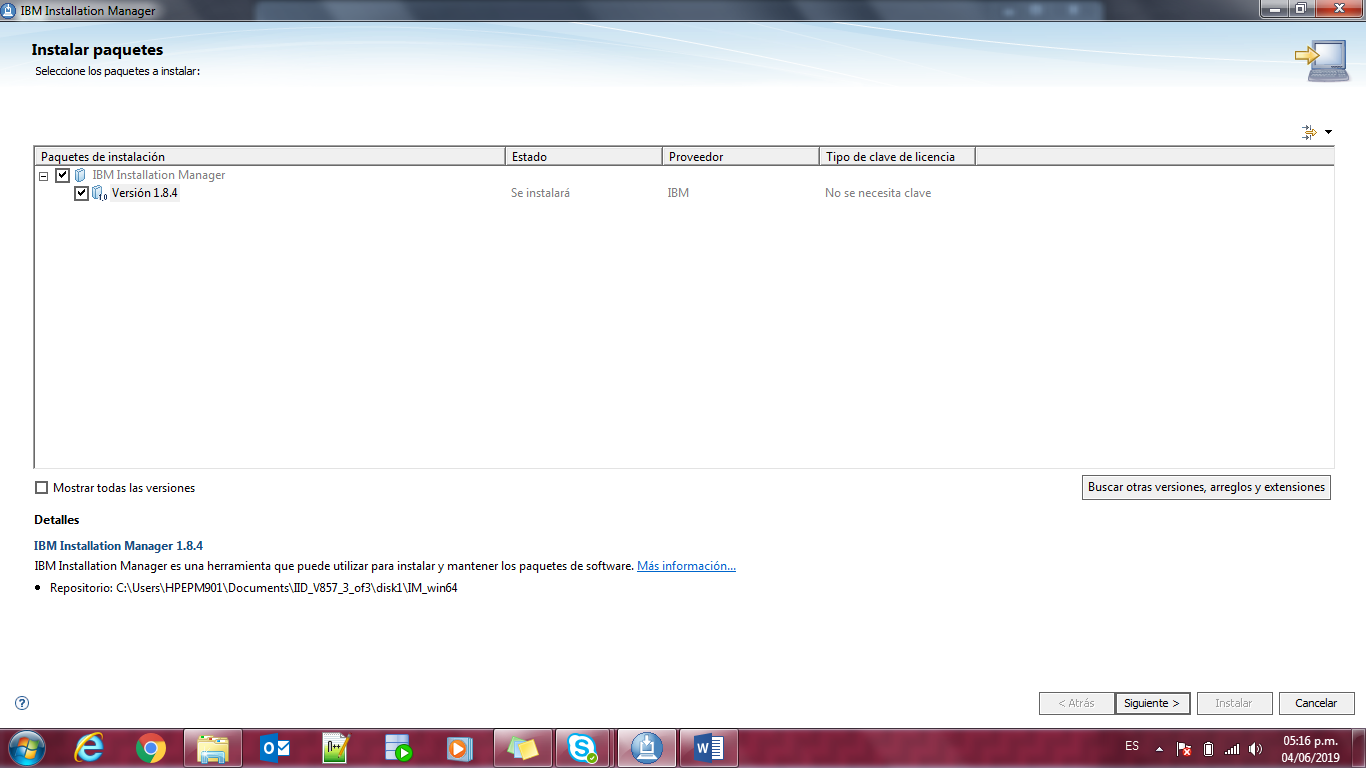 IBM Installation Manager
Instalar paquetes
Seleccione los paquetes a instalar:
Paquetes de instalación Estado Proveedor Tipo de clave de licencia
IBM Installation Manager
Versión 1.8.4 Se instalará IBM No se necesita clave
Mostrar todas las versiones Buscar otras versiones, arreglos y extensiones
Detalles
IBM Installation Manager 1.8.4
IBM Installation Manager es una herramienta que puede utilizar para instalar y mantener los paquetes de software. Más información...
Repositorio: C:\Users\HPEPM901\Documents\IID_V857_3_of3\disk1\IM_win64
< Atrás Siguiente > Instalar Cancelar
ES 05:16 p.m.
04/06/2019